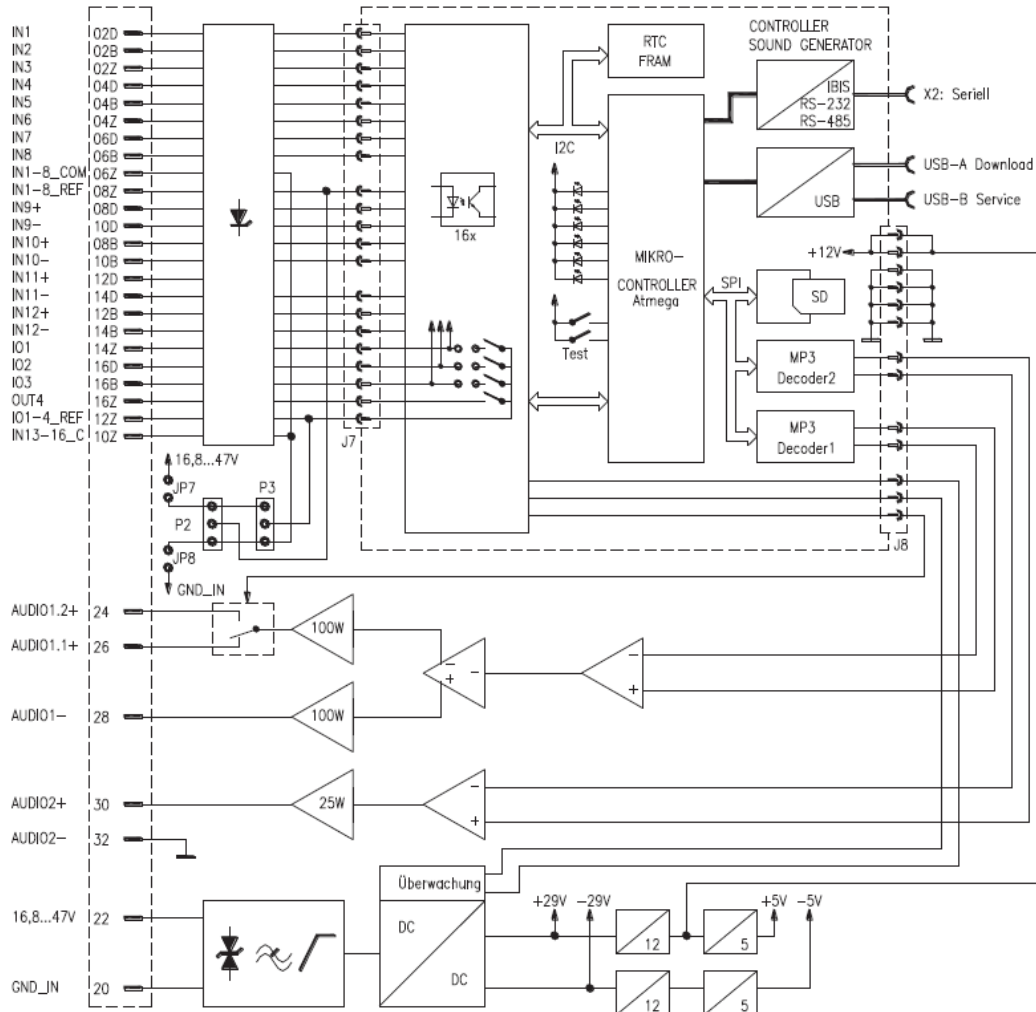 IN1 02D
IN2 02B
IN3 02Z
IN4 04D
IN5 04B
IN6 04Z
IN7 06D
IN8 06B
IN1-8_COM 06Z
IN1-8_REF 08Z
IN9+ 08D
IN9- 10D
IN10+ 08B
IN10- 10B
IN11+ 12D
IN11- 14D
IN12+ 12B
IN12- 14B
IO1 14Z
IO2 16D
IO3 16B
OUT4 16Z
IO1-4_REF 12Z
IN13-16_C 10Z
J7
16x
RTC
FRAM
I2C
Test
MIKRO-
CONTROLLER
Atmega
CONTROLLER
SOUND GENERATOR
IBIS
RS-232
RS-485
X2: Seriell
USB
USB-A Download
USB-B Service
+12V
SPI
SD
MP3
Decoder2
MP3
Decoder1
J8
16,8...47V
JP7
P3
P2
JP8
GND_IN
AUDIO1.2+ 24
AUDIO1.1+ 26
100W
- + -
- +
AUDIO1- 28
100W
AUDIO2+ 30
25W
- +
AUDIO2- 32
16,8...47V 22
GND_IN 20
Überwachung
DC
DC
+29V -29V
12
5
+5V -5V
12
5